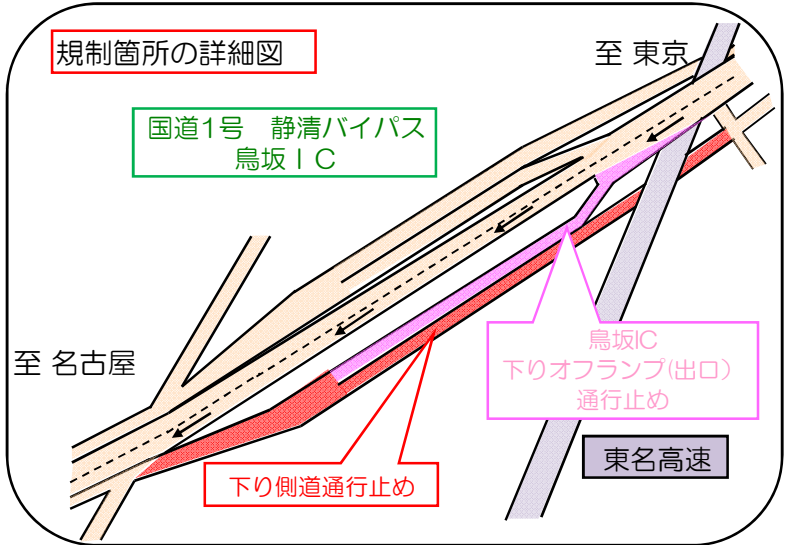 規制箇所の詳細図
至 東京
国道1号　静清バイパス
鳥坂ＩＣ
至 名古屋
鳥坂IC
下りオフランプ(出口）
通行止め
東名高速
下り側道通行止め